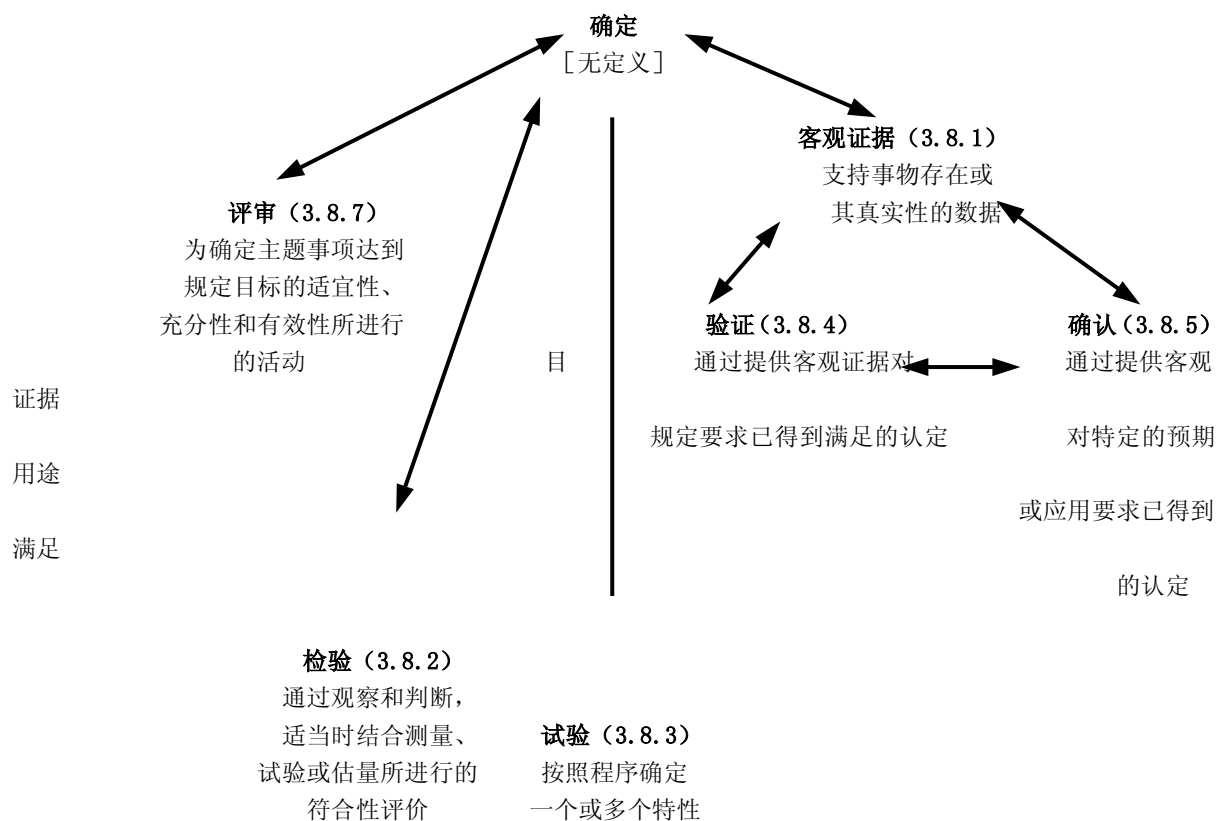 确定
［无定义］
客观证据（3.8.1）
支持事物存在或
其真实性的数据
评审（3.8.7）
为确定主题事项达到
规定目标的适宜性、
充分性和有效性所进行
的活动
目
验证（3.8.4）
通过提供客观证据对
规定要求已得到满足的认定
确认（3.8.5）
通过提供客观
证据
对特定的预期
用途
或应用要求已得到
满足
的认定
检验（3.8.2）
通过观察和判断，
适当时结合测量、
试验或估量所进行的
符合性评价
试验（3.8.3）
按照程序确定
一个或多个特性